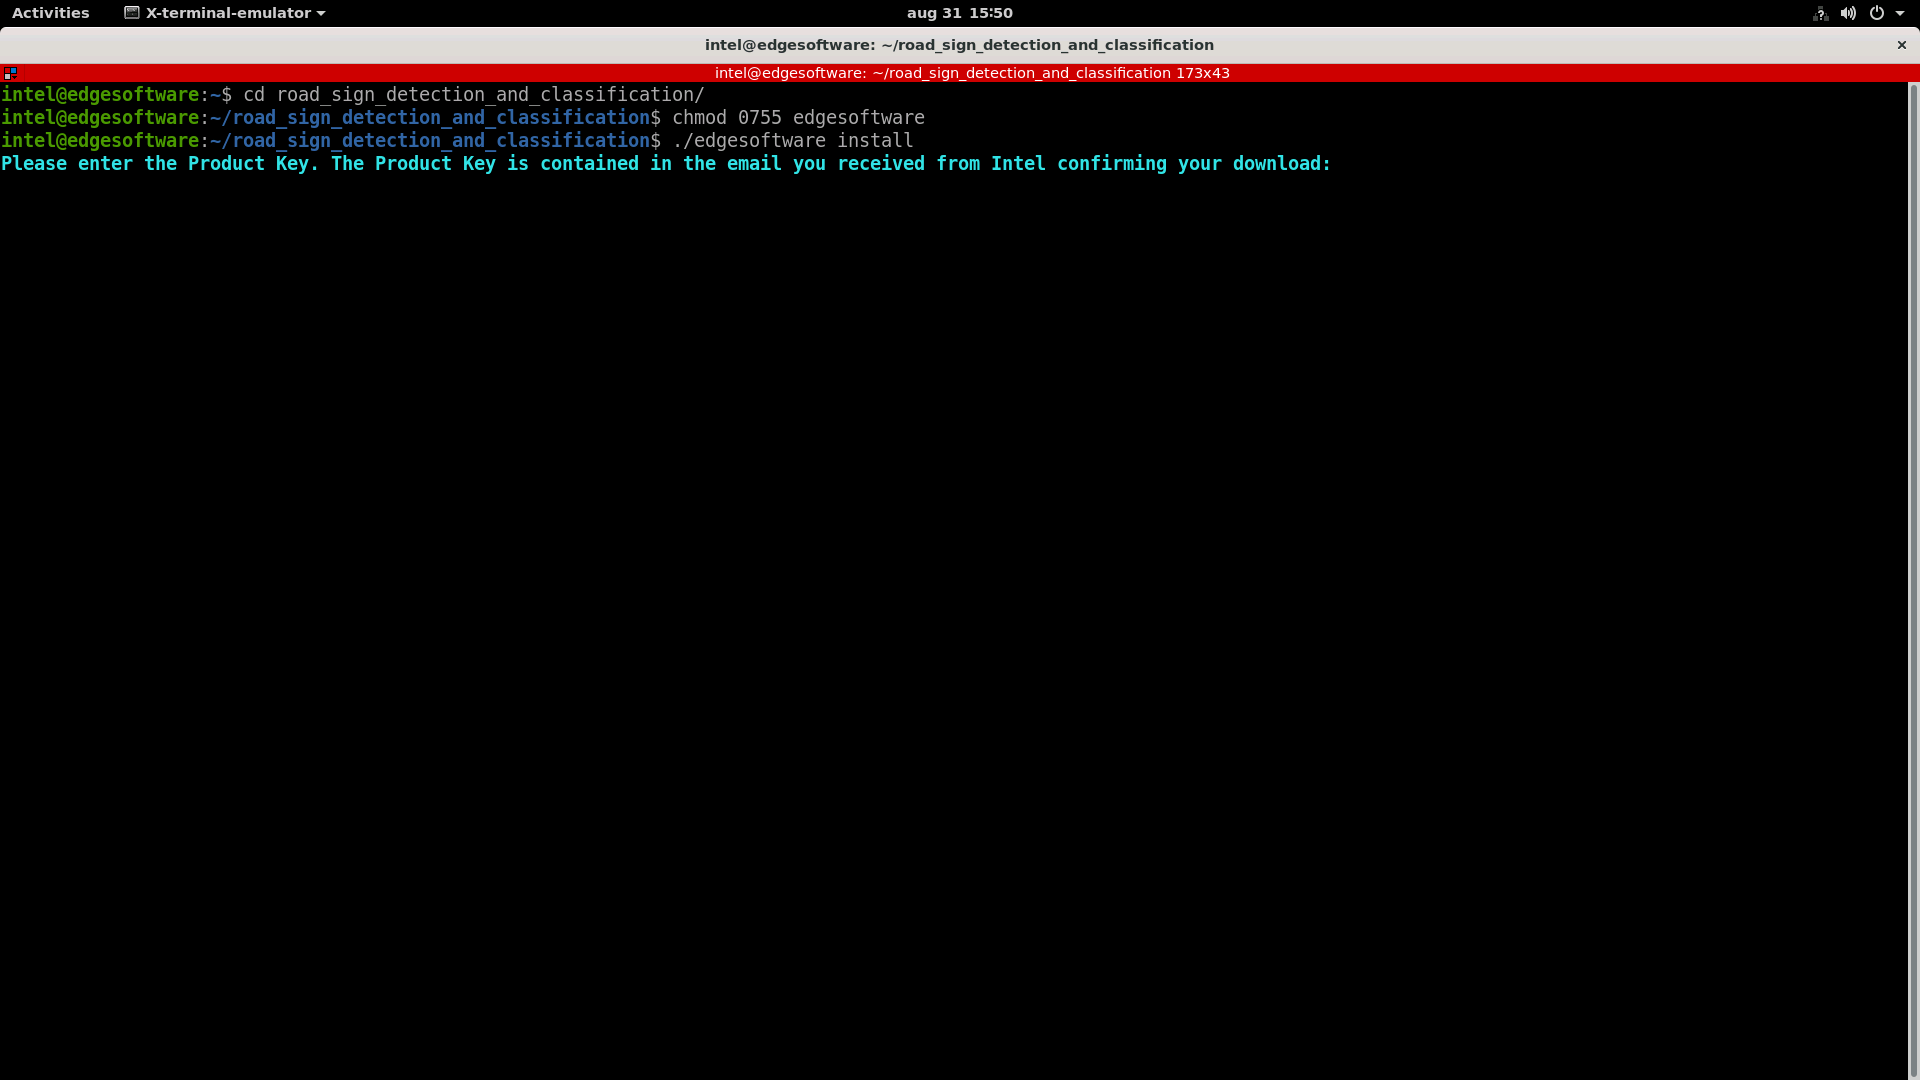 Activities X-terminal-emulator aug 31 15:50
intel@edgesoftware: ~/road_sign_detection_and_classification
intel@edgesoftware: ~/road_sign_detection_and_classification 173x43
intel@edgesoftware:~$ cd road_sign_detection_and_classification/
intel@edgesoftware:~/road_sign_detection_and_classification$ chmod 0755 edgesoftware
intel@edgesoftware:~/road_sign_detection_and_classification$ ./edgesoftware install
Please enter the Product Key. The Product Key is contained in the email you received from Intel confirming your download: